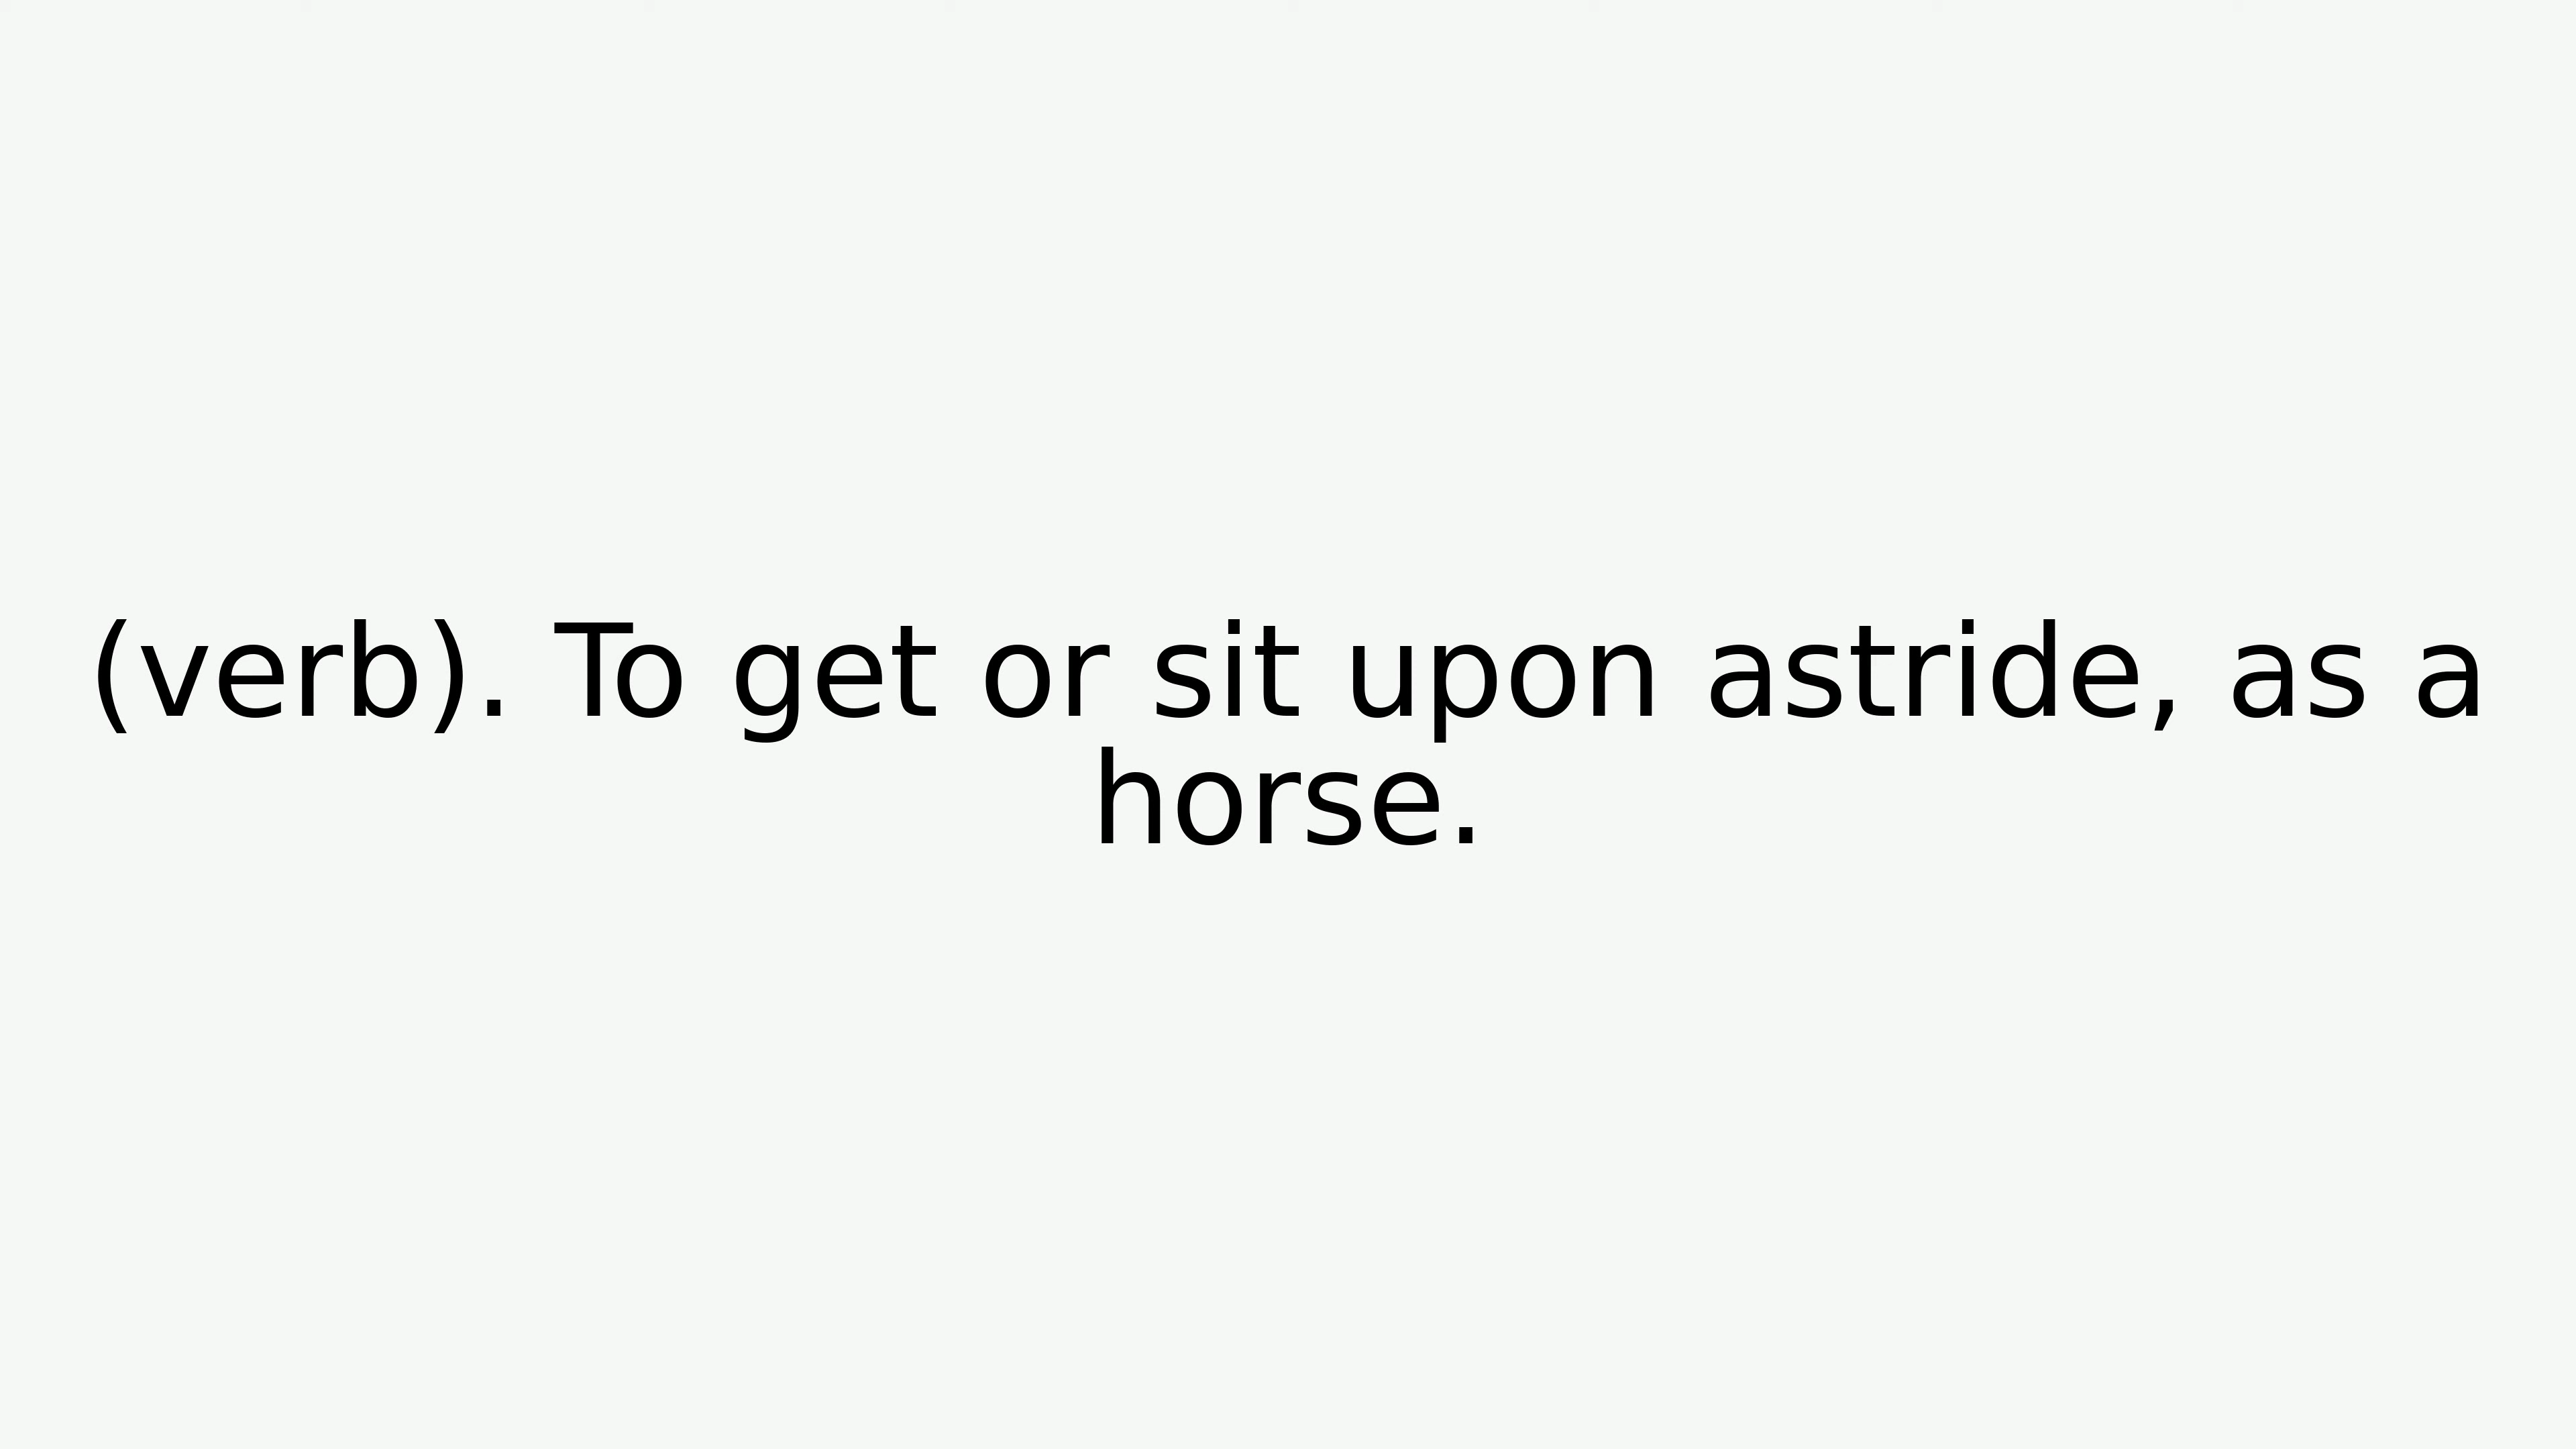 (verb). To get or sit upon astride, as a
horse.